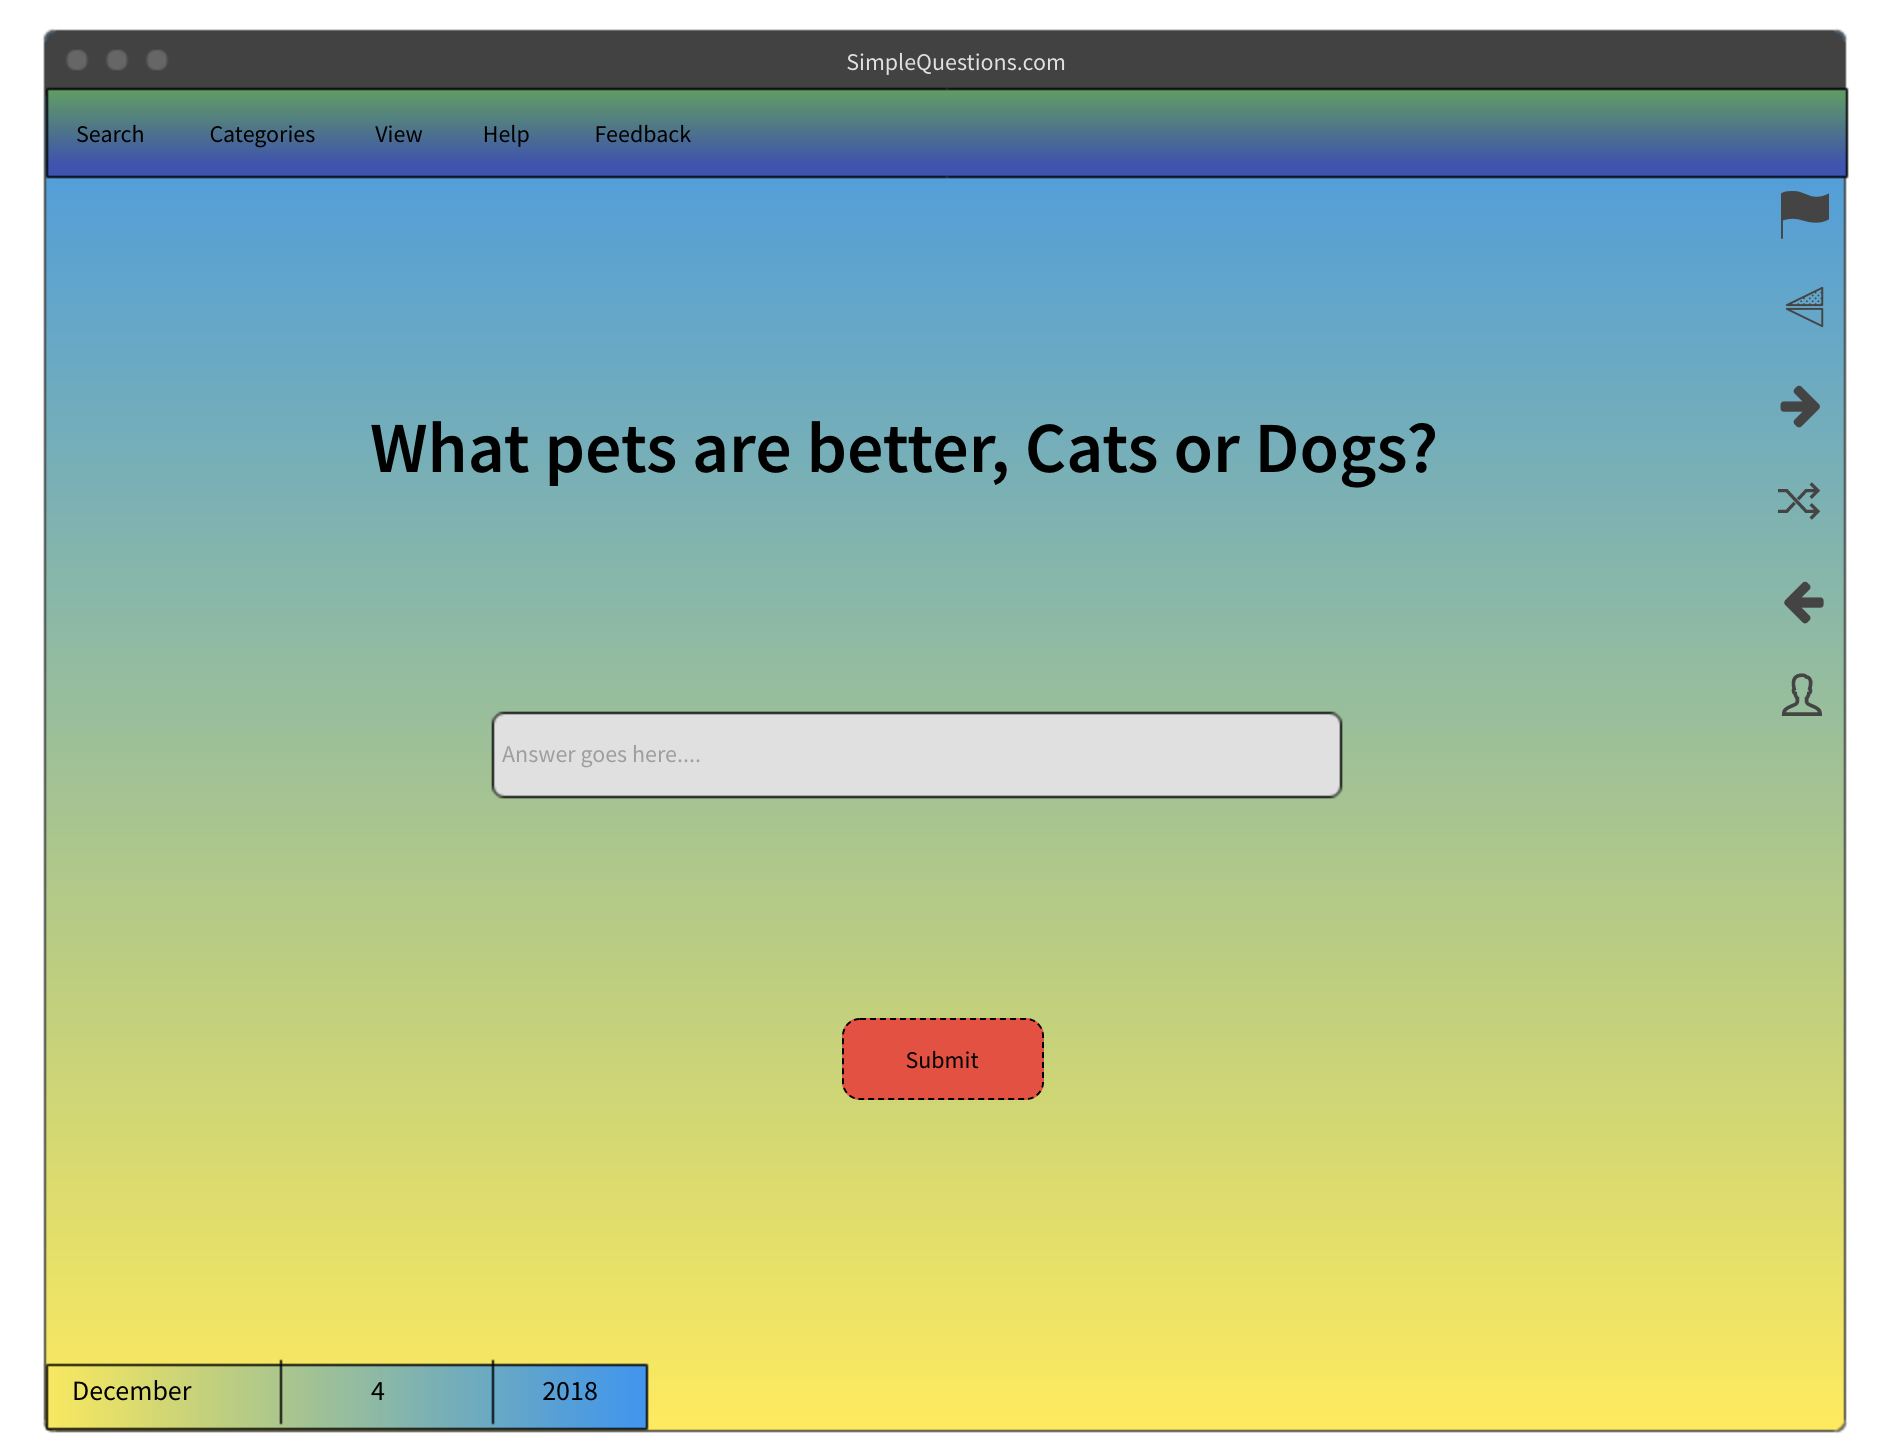 SimpleQuestions.com
Search Categories View Help Feedback
What pets are better, Cats or Dogs?
Answer goes here....
Submit
December 4 2018